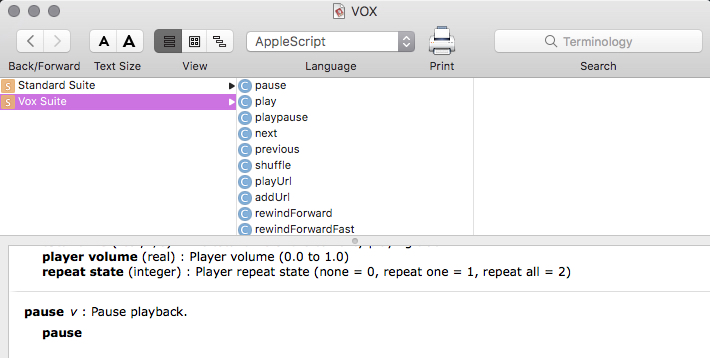 VOX
A A
AppleScript
Terminology
Back/Forward Text Size View Language Print Search
S Standard Suite
S Vox Suite
C pause
C play
C playpause
C next
C previous
C shuffle
C playUrl
C addUrl
C rewindForward
C rewindForwardFast
player volume (real) : Player volume (0.0 to 1.0)
repeat state (integer) : Player repeat state (none = 0, repeat one = 1, repeat all = 2)
pause v : Pause playback.
pause